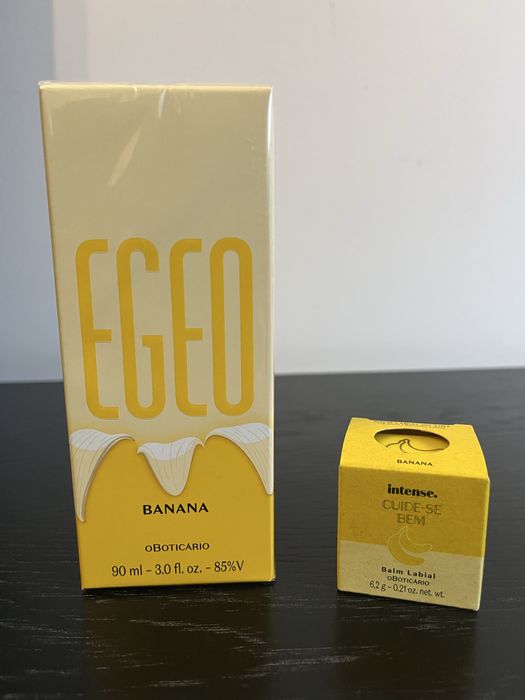 EGEO
BANANA
oBOTICÁRIO
90 ml – 3.0 fl. oz. – 85%V
BANANA
intense.
CUIDE-SE
BEM
Balm Labial
oBOTICÁRIO
6,2 g – 0.21 oz. net. wt.